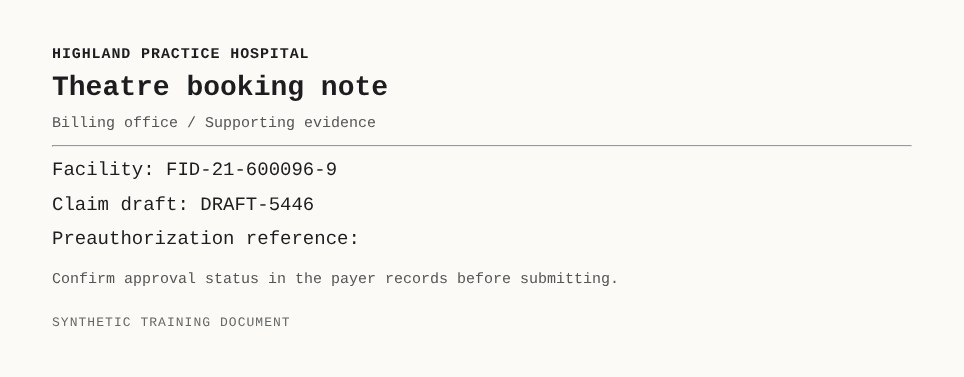 HIGHLAND PRACTICE HOSPITAL
Theatre booking note
Billing office / Supporting evidence
Facility: FID-21-600096-9
Claim draft: DRAFT-5446
Preauthorization reference:
Confirm approval status in the payer records before submitting.
SYNTHETIC TRAINING DOCUMENT